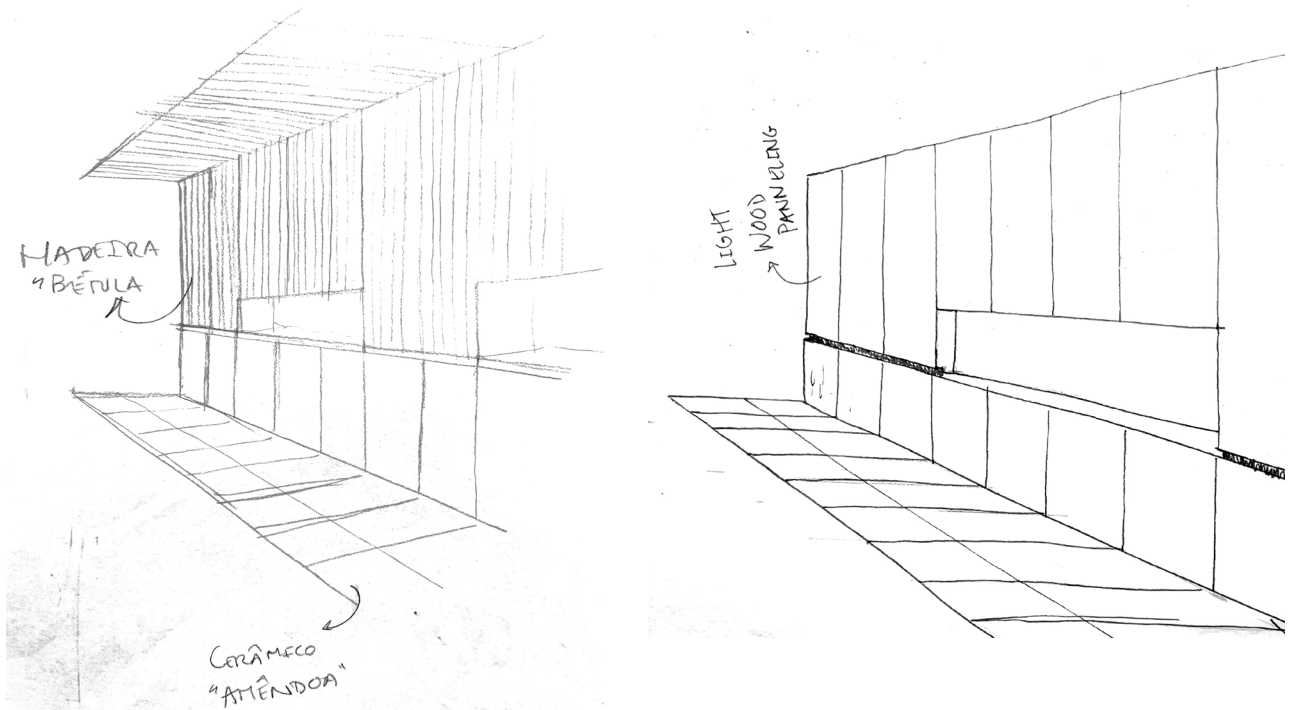 MADEIRA
"BÉTULA
CERÂMICO
"AMÊNDOA"
LIGHT
WOOD
PANNELING